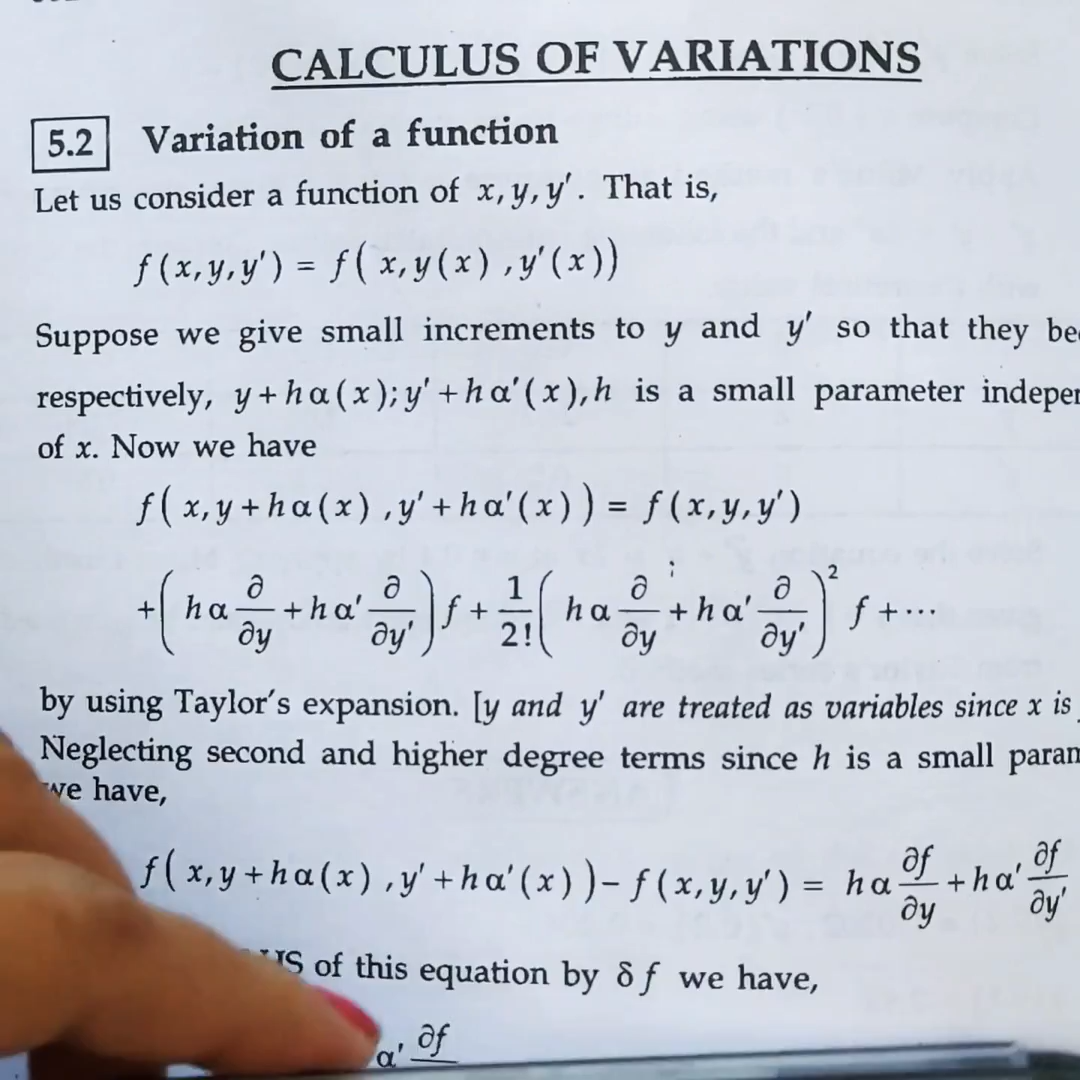 CALCULUS OF VARIATIONS
5.2 Variation of a function
Let us consider a function of x, y, y′. That is,
f(x, y, y′) = f( x, y(x) , y′(x))
Suppose we give small increments to y and y′ so that they
respectively, y + hα(x); y′ + hα′(x), h is a small parameter
of x. Now we have
f( x, y + hα(x) , y′ + hα′(x) ) = f(x, y, y′)
+( hα ∂/∂y + hα′ ∂/∂y′ ) f + 1/2! ( hα ∂/∂y + hα′ ∂/∂y′ )² f + ⋯
by using Taylor's expansion. [y and y′ are treated as variables since x is
Neglecting second and higher degree terms since h is a small
we have,
f( x, y + hα(x) , y′ + hα′(x) ) − f(x, y, y′) = hα ∂f/∂y + hα′ ∂f/∂y′
of this equation by δf we have,
α′ ∂f